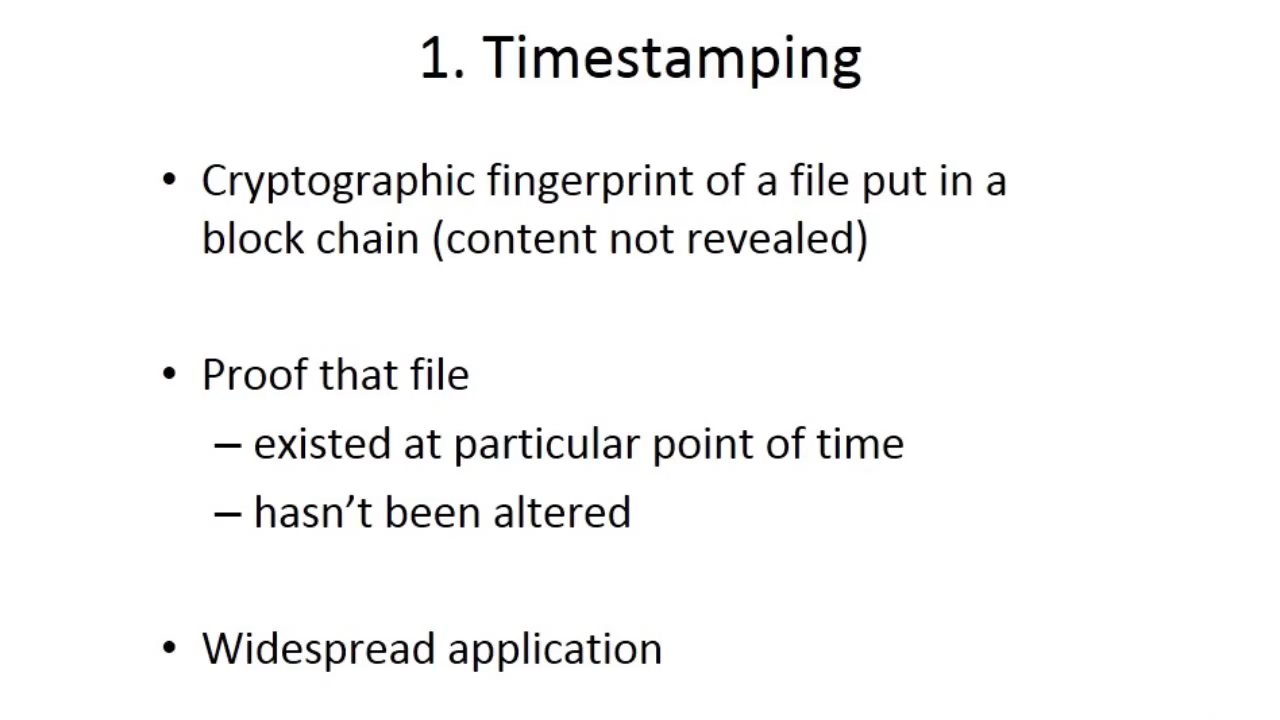 1. Timestamping
• Cryptographic fingerprint of a file put in a
block chain (content not revealed)
• Proof that file
– existed at particular point of time
– hasn’t been altered
• Widespread application